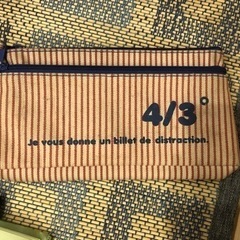 4/3°
Je vous donne un billet de distraction.